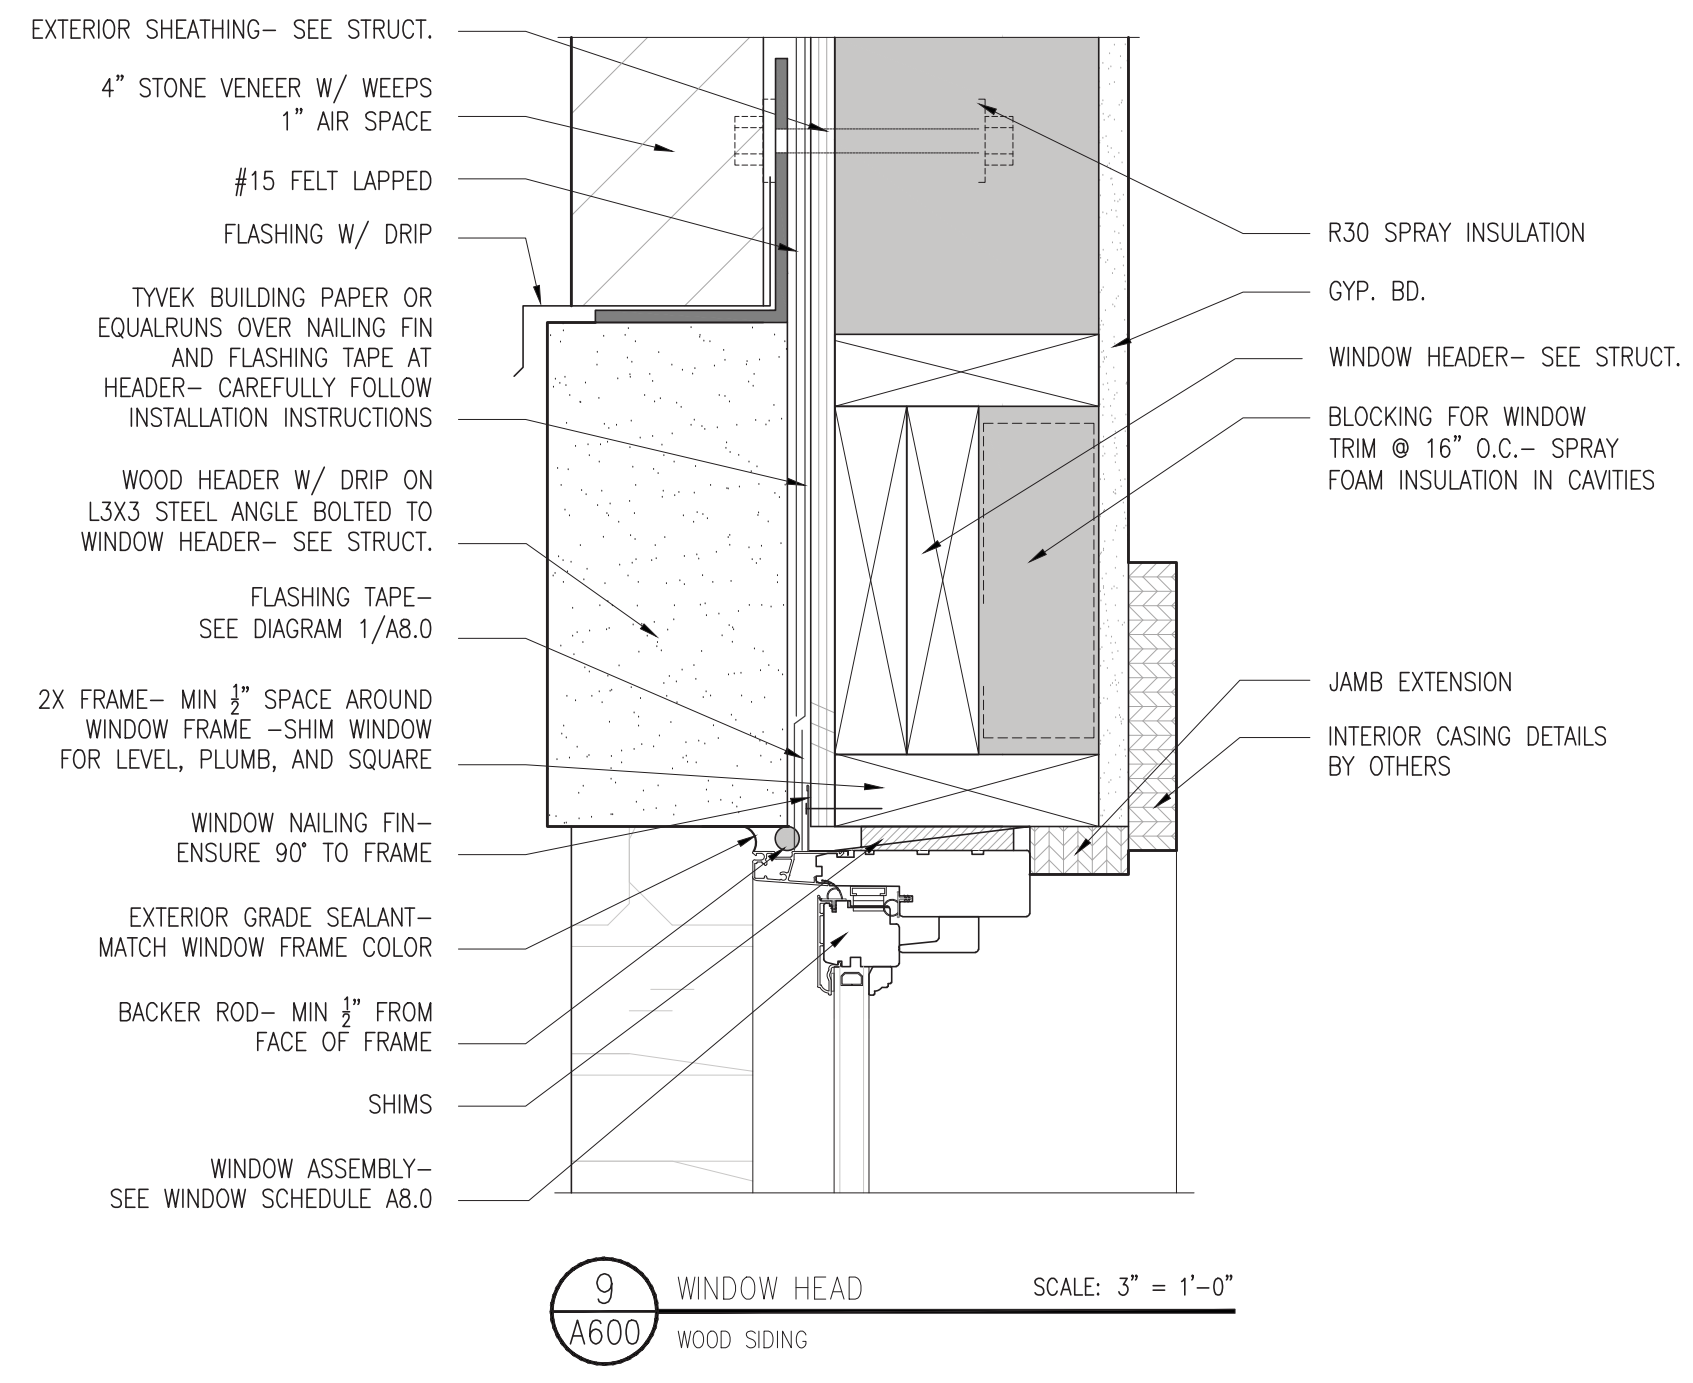 EXTERIOR SHEATHING– SEE STRUCT.
4" STONE VENEER W/ WEEPS
1" AIR SPACE
#15 FELT LAPPED
FLASHING W/ DRIP
TYVEK BUILDING PAPER OR
EQUALRUNS OVER NAILING FIN
AND FLASHING TAPE AT
HEADER– CAREFULLY FOLLOW
INSTALLATION INSTRUCTIONS
WOOD HEADER W/ DRIP ON
L3X3 STEEL ANGLE BOLTED TO
WINDOW HEADER– SEE STRUCT.
FLASHING TAPE–
SEE DIAGRAM 1/A8.0
2X FRAME– MIN ½" SPACE AROUND
WINDOW FRAME –SHIM WINDOW
FOR LEVEL, PLUMB, AND SQUARE
WINDOW NAILING FIN–
ENSURE 90° TO FRAME
EXTERIOR GRADE SEALANT–
MATCH WINDOW FRAME COLOR
BACKER ROD– MIN ½" FROM
FACE OF FRAME
SHIMS
WINDOW ASSEMBLY–
SEE WINDOW SCHEDULE A8.0
R30 SPRAY INSULATION
GYP. BD.
WINDOW HEADER– SEE STRUCT.
BLOCKING FOR WINDOW
TRIM @ 16" O.C.– SPRAY
FOAM INSULATION IN CAVITIES
JAMB EXTENSION
INTERIOR CASING DETAILS
BY OTHERS
9
A600
WINDOW HEAD
SCALE: 3" = 1'–0"
WOOD SIDING